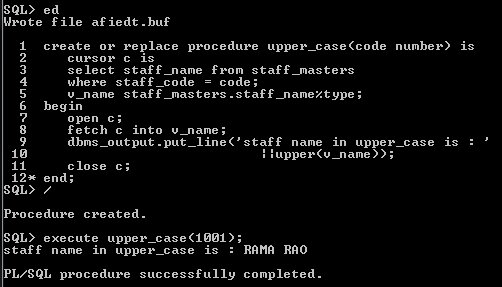 SQL> ed
Wrote file afiedt.buf
1 create or replace procedure upper_case(code number) is
2 cursor c is
3 select staff_name from staff_masters
4 where staff_code = code;
5 v_name staff_masters.staff_name%type;
6 begin
7 open c;
8 fetch c into v_name;
9 dbms_output.put_line('staff name in upper_case is : '
10 ||upper(v_name));
11 close c;
12* end;
SQL> /
Procedure created.
SQL> execute upper_case(1001);
staff name in upper_case is : RAMA RAO
PL/SQL procedure successfully completed.